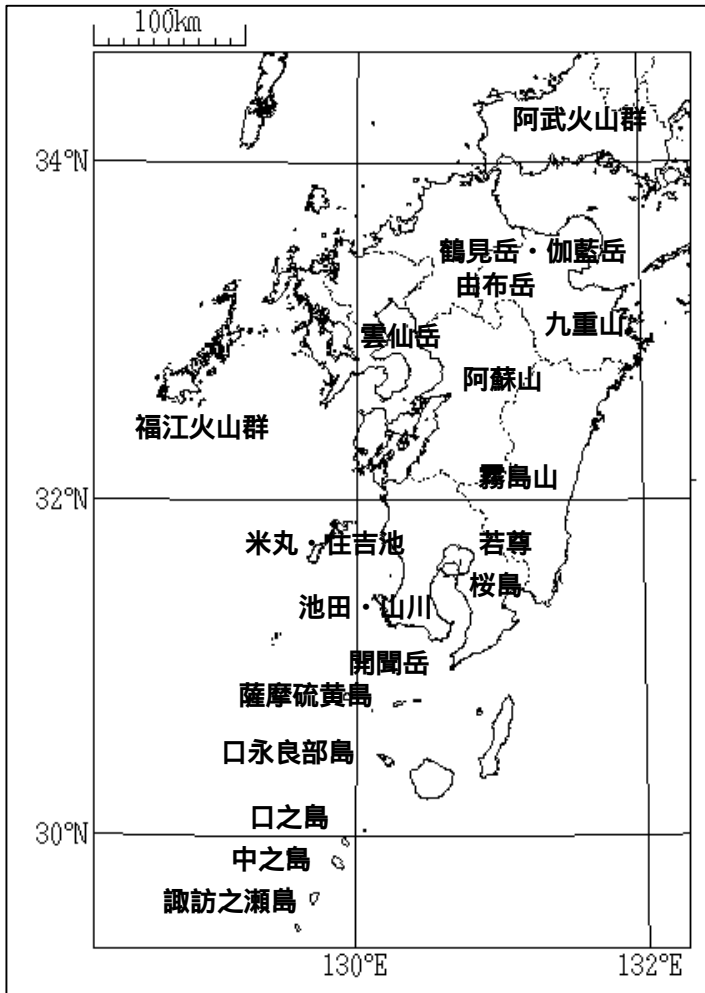 100km
阿武火山群
34°N
鶴見岳・伽藍岳
由布岳
九重山
雲仙岳
阿蘇山
福江火山群
霧島山
32°N
米丸・住吉池
若尊
桜島
池田・山川
開聞岳
薩摩硫黄島
口永良部島
口之島
30°N
中之島
諏訪之瀬島
130°E
132°E